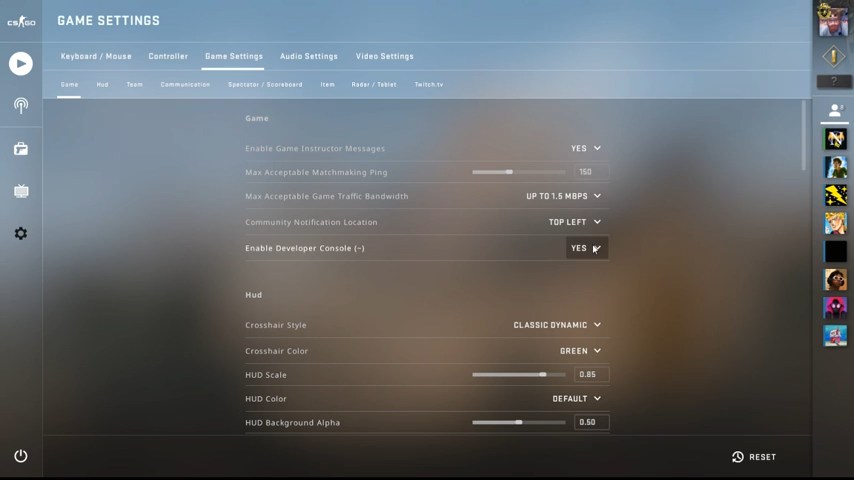 CS:GO
GAME SETTINGS
Keyboard / Mouse
Controller
Game Settings
Audio Settings
Video Settings
Game
Hud
Team
Communication
Spectator / Scoreboard
Item
Radar / Tablet
Twitch.tv
Game
Enable Game Instructor Messages YES
Max Acceptable Matchmaking Ping 150
Max Acceptable Game Traffic Bandwidth UP TO 1.5 MBPS
Community Notification Location TOP LEFT
Enable Developer Console (~) YES
Hud
Crosshair Style CLASSIC DYNAMIC
Crosshair Color GREEN
HUD Scale 0.85
HUD Color DEFAULT
HUD Background Alpha 0.50
RESET
?